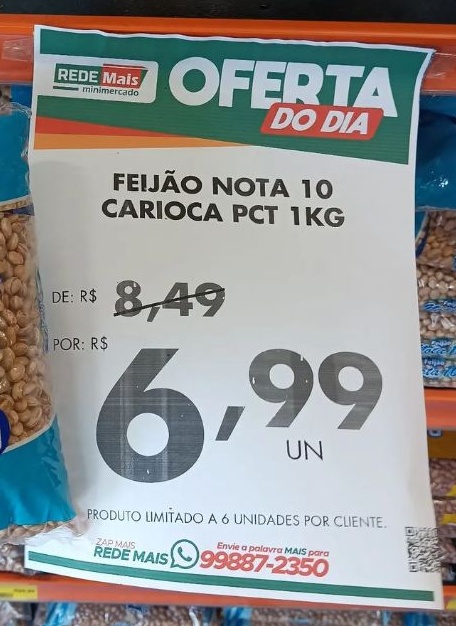 REDE Mais
minimercado
OFERTA
DO DIA
FEIJÃO NOTA 10
CARIOCA PCT 1KG
DE: R$ 8,49
POR: R$
6,99
UN
PRODUTO LIMITADO A 6 UNIDADES POR CLIENTE.
ZAP MAIS
REDE MAIS
Envie a palavra MAIS para
99887-2350